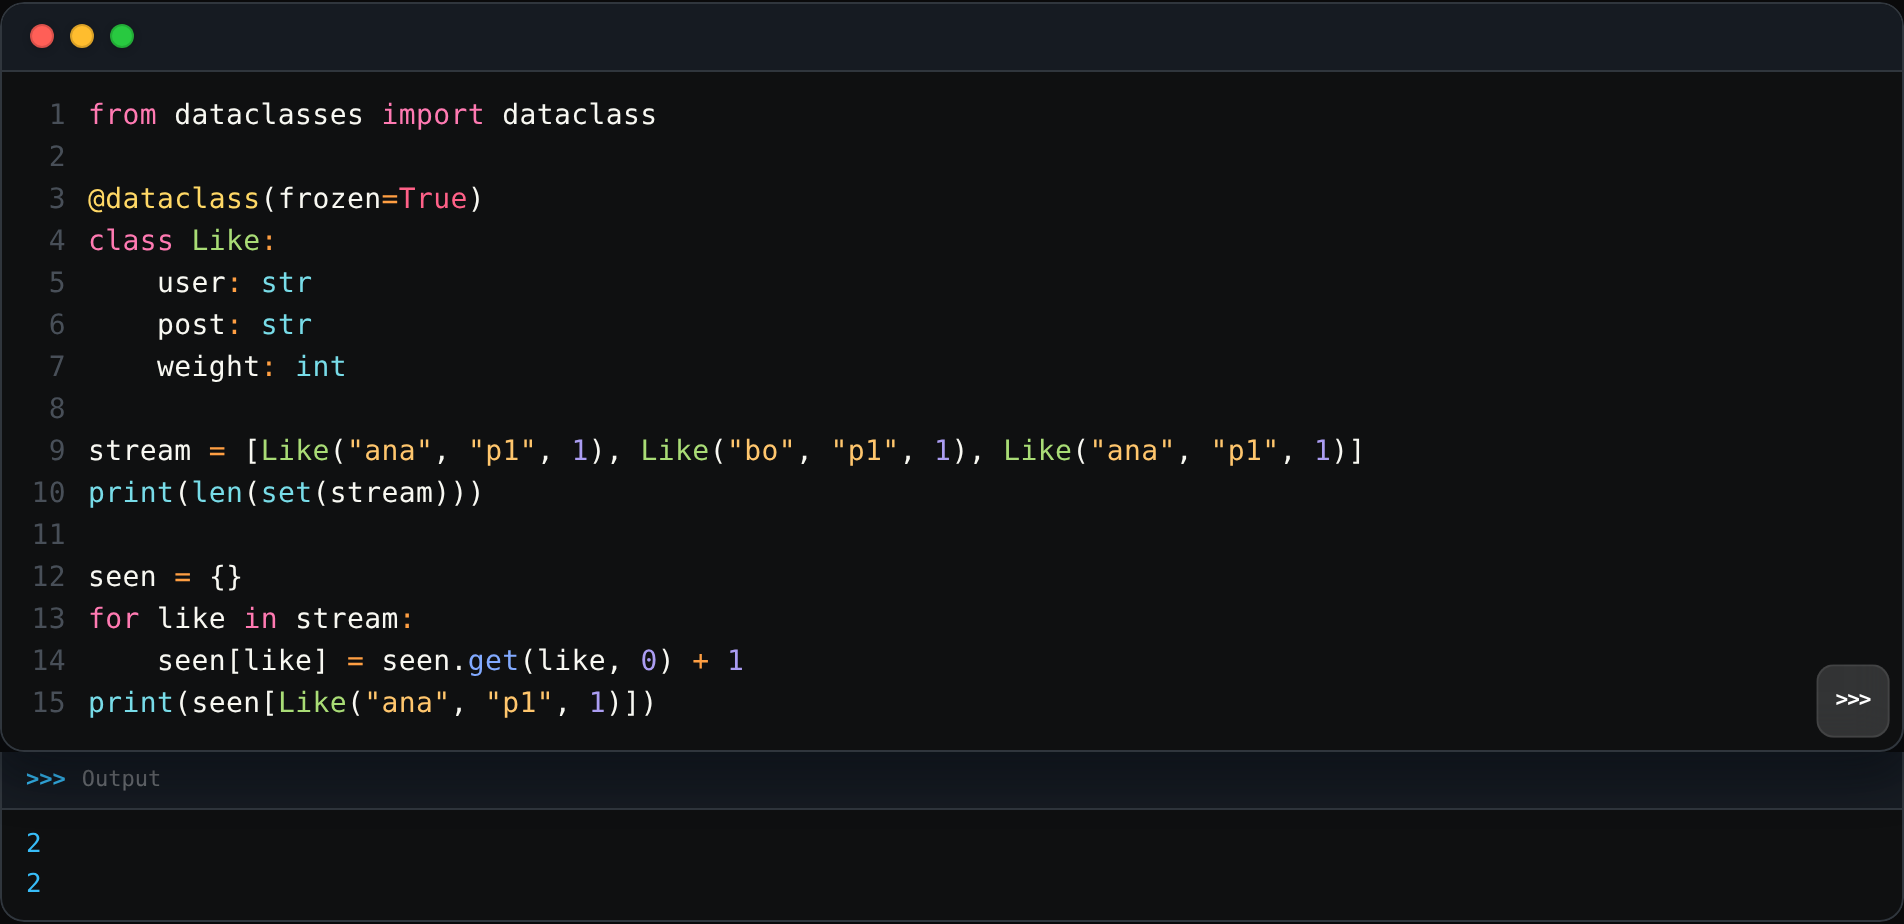 1 from dataclasses import dataclass
2
3 @dataclass(frozen=True)
4 class Like:
5     user: str
6     post: str
7     weight: int
8
9 stream = [Like("ana", "p1", 1), Like("bo", "p1", 1), Like("ana", "p1", 1)]
10 print(len(set(stream)))
11
12 seen = {}
13 for like in stream:
14     seen[like] = seen.get(like, 0) + 1
15 print(seen[Like("ana", "p1", 1)])
>>>
>>> Output
2
2